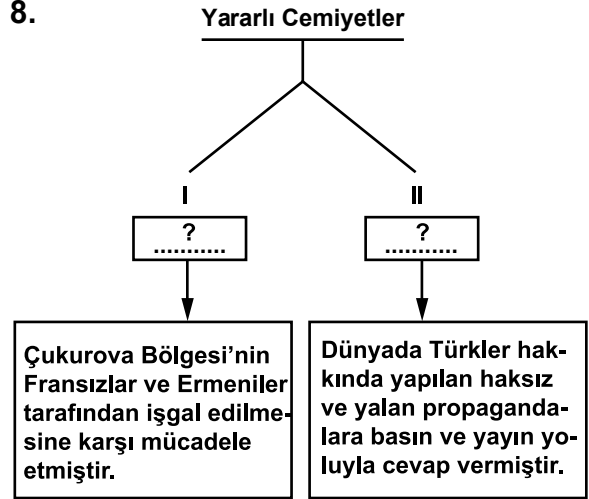 8.
Yararlı Cemiyetler
I
II
?
...........
?
...........
Çukurova Bölgesi'nin
Fransızlar ve Ermeniler
tarafından işgal edilme-
sine karşı mücadele
etmiştir.
Dünyada Türkler hak-
kında yapılan haksız
ve yalan propaganda-
lara basın ve yayın yo-
luyla cevap vermiştir.